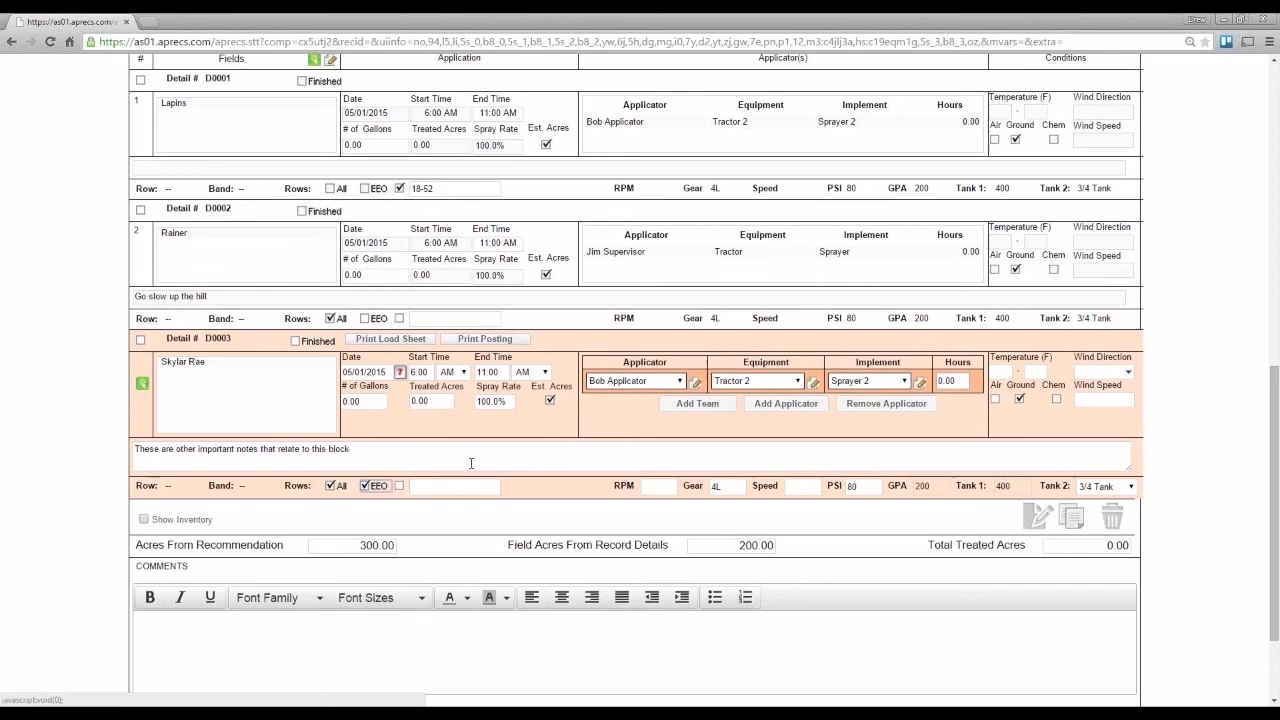 https://as01.aprecs.com/a
Drew
https://as01.aprecs.com/aprecs.stt?comp=cx5utj2&recid=&uiinfo=no,94,l5,li,5s_0,b8_0,5s_1,b8_1,5s_2,b8_2,yw,6j,5h,dg,mg,i0,7y,d2,yt,zj,gw,7e,pn,p1,12,m3:c4jlj3a,hs:c19eqm1g,5s_3,b8_3,oz,&mvars=&extra=
# Fields Application Applicator(s) Conditions
Detail # D0001 Finished
1 Lapins
Date Start Time End Time
05/01/2015 6:00 AM 11:00 AM
# of Gallons Treated Acres Spray Rate Est. Acres
0.00 0.00 100.0%
Applicator Equipment Implement Hours
Bob Applicator Tractor 2 Sprayer 2 0.00
Temperature (F) Wind Direction
-
Air Ground Chem Wind Speed
Row: -- Band: -- Rows: All EEO 18-52 RPM Gear 4L Speed PSI 80 GPA 200 Tank 1: 400 Tank 2: 3/4 Tank
Detail # D0002 Finished
2 Rainer
Date Start Time End Time
05/01/2015 6:00 AM 11:00 AM
# of Gallons Treated Acres Spray Rate Est. Acres
0.00 0.00 100.0%
Applicator Equipment Implement Hours
Jim Supervisor Tractor Sprayer 0.00
Temperature (F) Wind Direction
-
Air Ground Chem Wind Speed
Go slow up the hill.
Row: -- Band: -- Rows: All EEO RPM Gear 4L Speed PSI 80 GPA 200 Tank 1: 400 Tank 2: 3/4 Tank
Detail # D0003 Finished Print Load Sheet Print Posting
Skylar Rae
Date Start Time End Time
05/01/2015 7 6:00 AM 11:00 AM
# of Gallons Treated Acres Spray Rate Est. Acres
0.00 0.00 100.0%
Applicator Equipment Implement Hours
Bob Applicator Tractor 2 Sprayer 2 0.00
Add Team Add Applicator Remove Applicator
Temperature (F) Wind Direction
-
Air Ground Chem Wind Speed
These are other important notes that relate to this block
Row: -- Band: -- Rows: All EEO RPM Gear 4L Speed PSI 80 GPA 200 Tank 1: 400 Tank 2: 3/4 Tank
Show Inventory
Acres From Recommendation 300.00 Field Acres From Record Details 200.00 Total Treated Acres 0.00
COMMENTS
B I U Font Family Font Sizes A A
javascript:void(0);